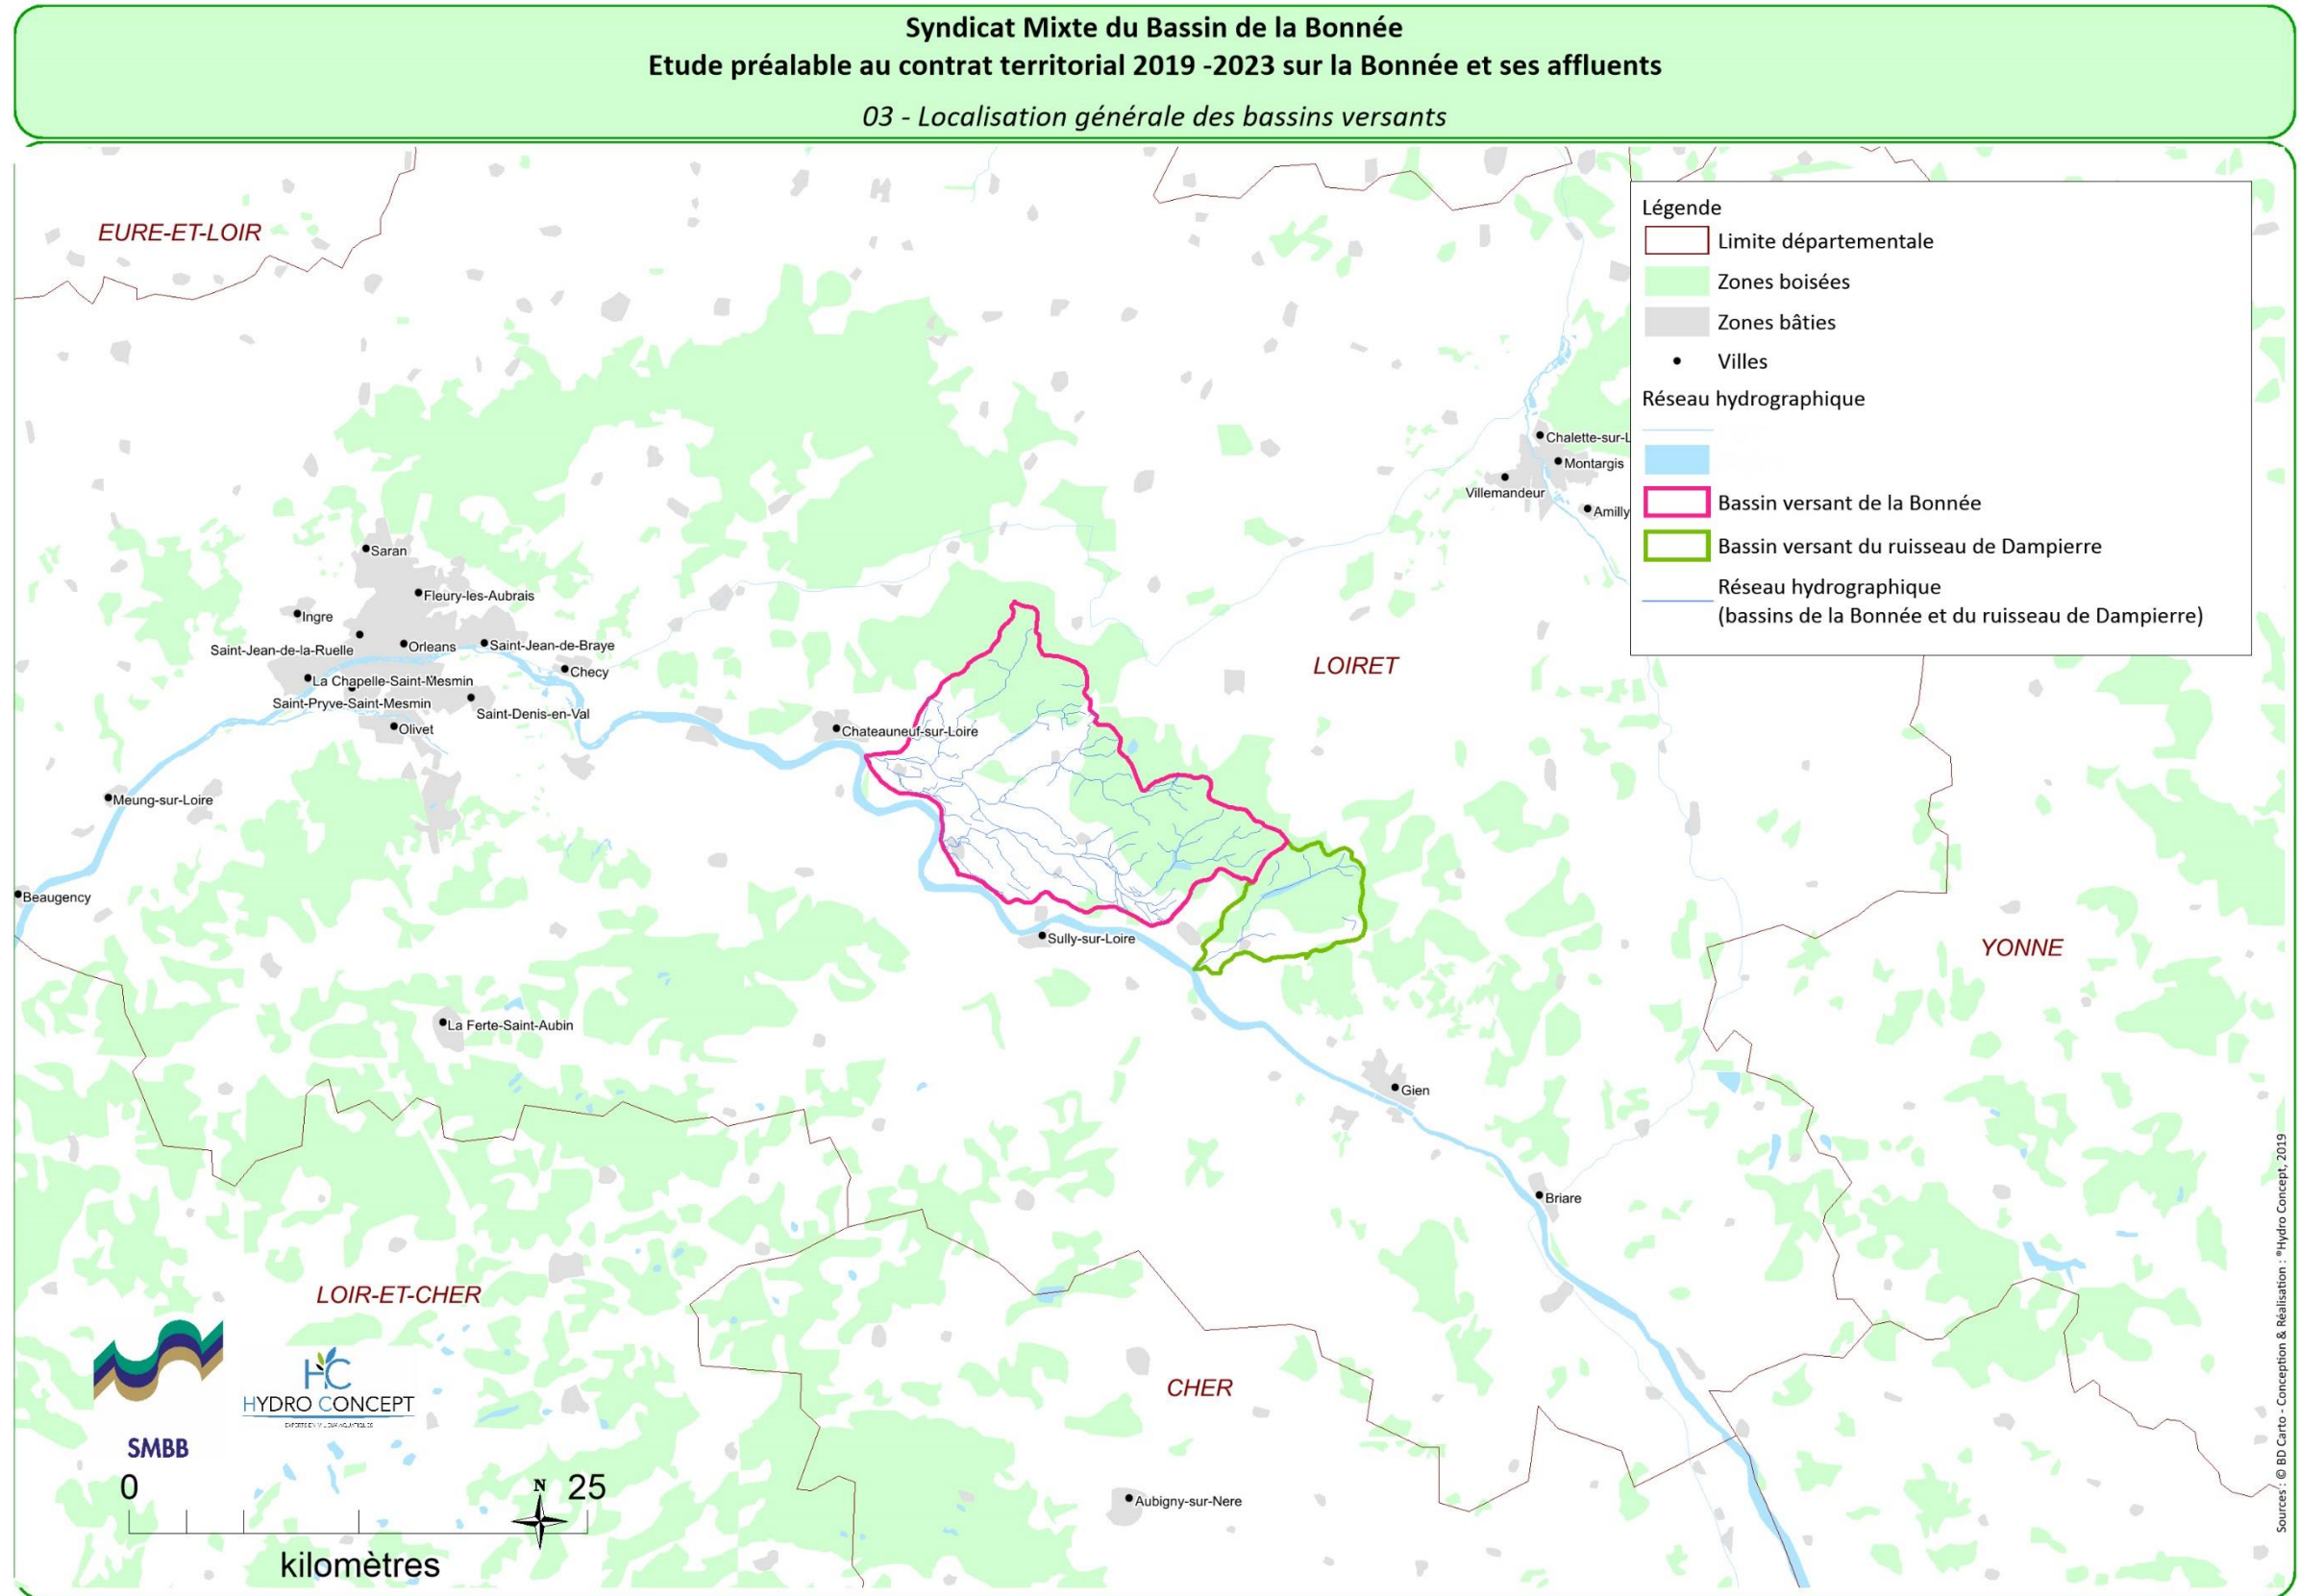 Syndicat Mixte du Bassin de la Bonnée
Etude préalable au contrat territorial 2019 -2023 sur la Bonnée et ses affluents
03 - Localisation générale des bassins versants
EURE-ET-LOIR
Légende
Limite départementale
Zones boisées
Zones bâties
Villes
Réseau hydrographique
Bassin versant de la Bonnée
Bassin versant du ruisseau de Dampierre
Réseau hydrographique
(bassins de la Bonnée et du ruisseau de Dampierre)
Chalette-sur-L
Montargis
Villemandeur
Amilly
Saran
Fleury-les-Aubrais
Ingre
Saint-Jean-de-la-Ruelle
Orleans
Saint-Jean-de-Braye
Checy
La Chapelle-Saint-Mesmin
Saint-Pryve-Saint-Mesmin
Saint-Denis-en-Val
Olivet
LOIRET
Chateauneuf-sur-Loire
Meung-sur-Loire
Beaugency
Sully-sur-Loire
YONNE
La Ferte-Saint-Aubin
Gien
Briare
LOIR-ET-CHER
CHER
Aubigny-sur-Nere
HC
HYDRO CONCEPT
SMBB
0
N
25
kilomètres
Sources : © BD Carto - Conception & Réalisation : ®Hydro Concept, 2019